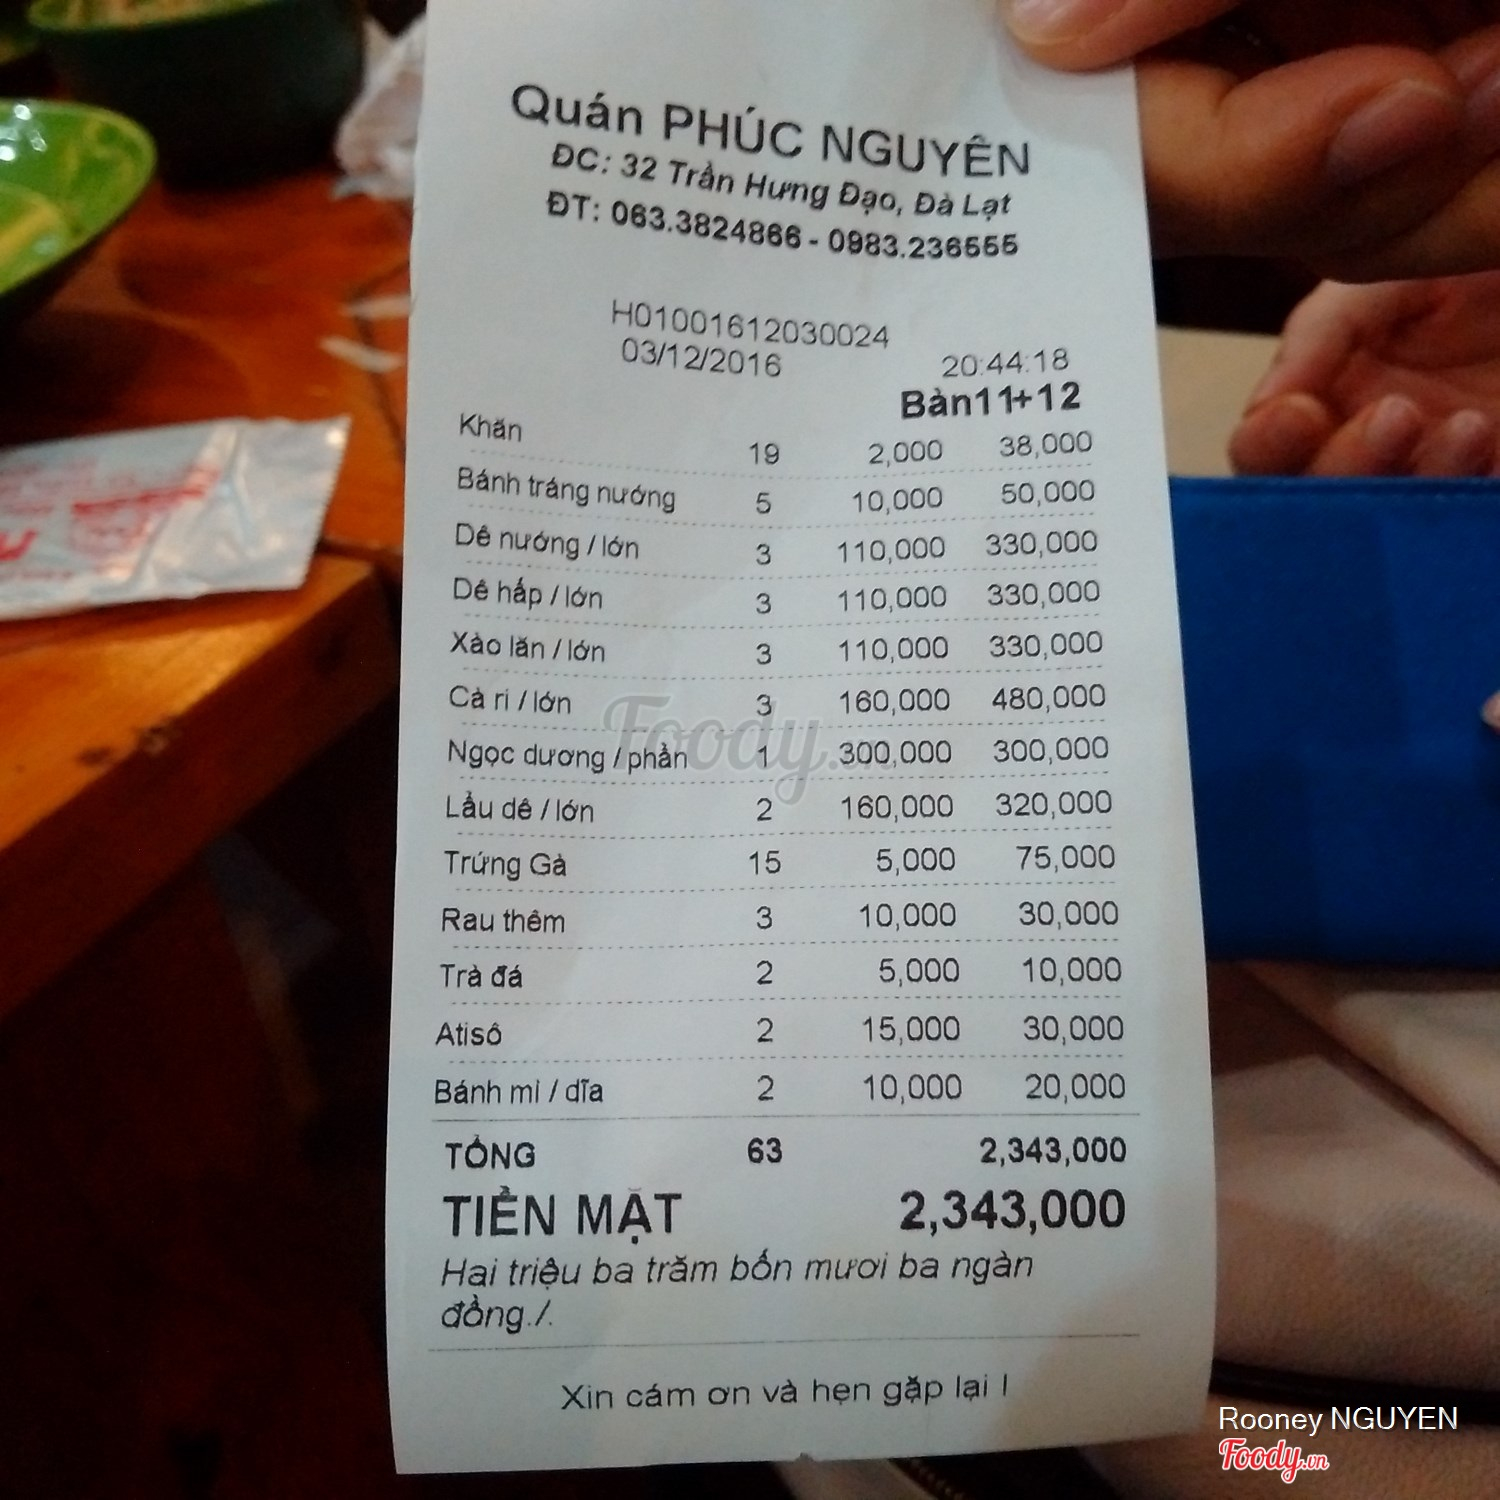 Quán PHÚC NGUYÊN
ĐC: 32 Trần Hưng Đạo, Đà Lạt
ĐT: 063.3824866 - 0983.236555
H01001612030024
03/12/2016 20:44:18
Bàn11+12
Khăn 19 2,000 38,000
Bánh tráng nướng 5 10,000 50,000
Dê nướng / lớn 3 110,000 330,000
Dê hấp / lớn 3 110,000 330,000
Xào lăn / lớn 3 110,000 330,000
Cà ri / lớn 3 160,000 480,000
Ngọc dương / phần 1 300,000 300,000
Lẩu dê / lớn 2 160,000 320,000
Trứng Gà 15 5,000 75,000
Rau thêm 3 10,000 30,000
Trà đá 2 5,000 10,000
Atisô 2 15,000 30,000
Bánh mì / dĩa 2 10,000 20,000
TỔNG 63 2,343,000
TIỀN MẶT 2,343,000
Hai triệu ba trăm bốn mươi ba ngàn
đồng./.
Xin cám ơn và hẹn gặp lại !
Foody.vn
Rooney NGUYEN
Foody.vn